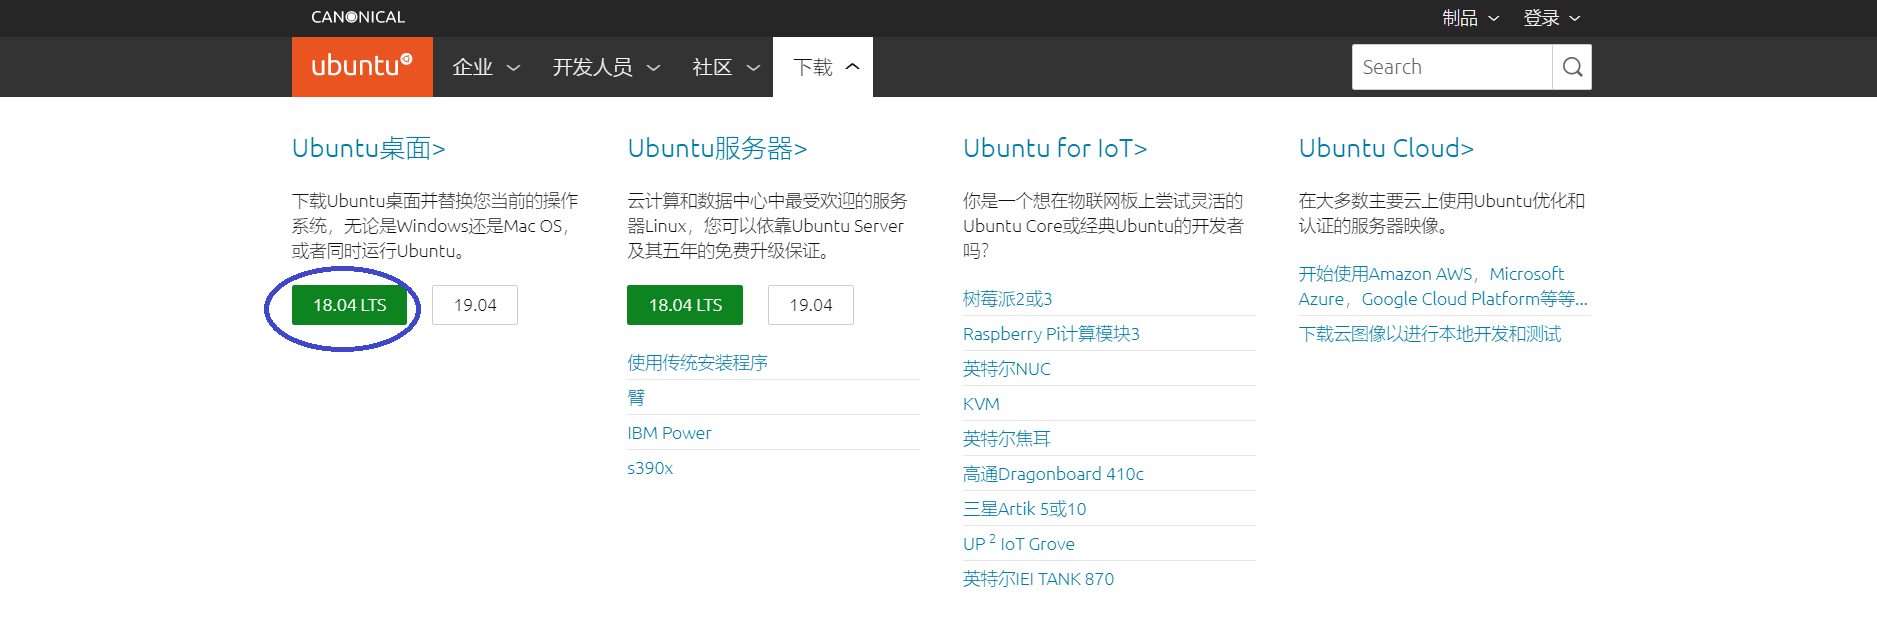 CANONICAL
制品
登录
ubuntu
企业
开发人员
社区
下载
Search
Ubuntu桌面>
下载Ubuntu桌面并替换您当前的操作
系统，无论是Windows还是Mac OS，
或者同时运行Ubuntu。
18.04 LTS
19.04
Ubuntu服务器>
云计算和数据中心中最受欢迎的服务
器Linux，您可以依靠Ubuntu Server
及其五年的免费升级保证。
18.04 LTS
19.04
使用传统安装程序
臂
IBM Power
s390x
Ubuntu for IoT>
你是一个想在物联网板上尝试灵活的
Ubuntu Core或经典Ubuntu的开发者
吗？
树莓派2或3
Raspberry Pi计算模块3
英特尔NUC
KVM
英特尔焦耳
高通Dragonboard 410c
三星Artik 5或10
UP ² IoT Grove
英特尔IEI TANK 870
Ubuntu Cloud>
在大多数主要云上使用Ubuntu优化和
认证的服务器映像。
开始使用Amazon AWS，Microsoft
Azure，Google Cloud Platform等等...
下载云图像以进行本地开发和测试